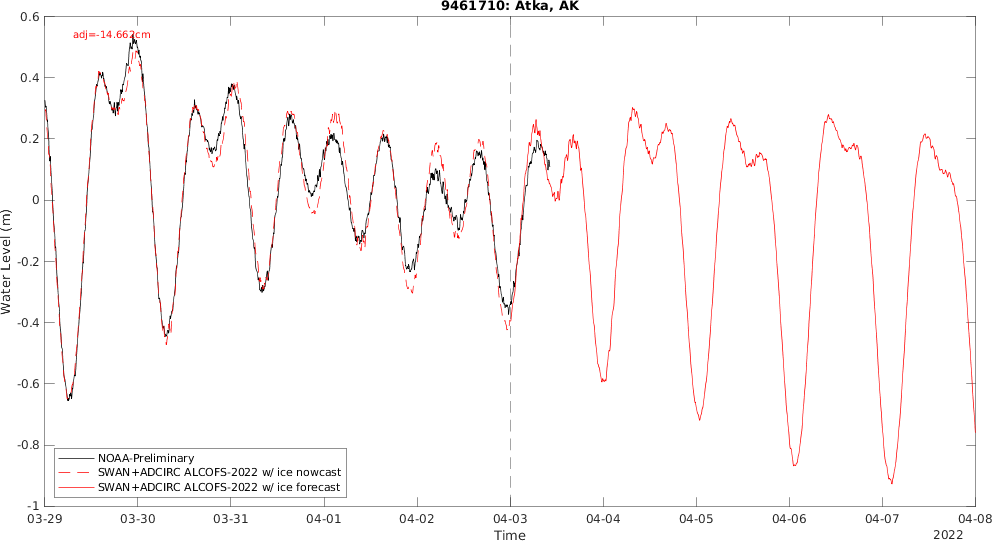 9461710: Atka, AK
adj=-14.662cm
0.6
0.4
0.2
0
-0.2
-0.4
-0.6
-0.8
-1
Water Level (m)
NOAA-Preliminary
SWAN+ADCIRC ALCOFS-2022 w/ ice nowcast
SWAN+ADCIRC ALCOFS-2022 w/ ice forecast
03-29 03-30 03-31 04-01 04-02 04-03 04-04 04-05 04-06 04-07 04-08
Time
2022